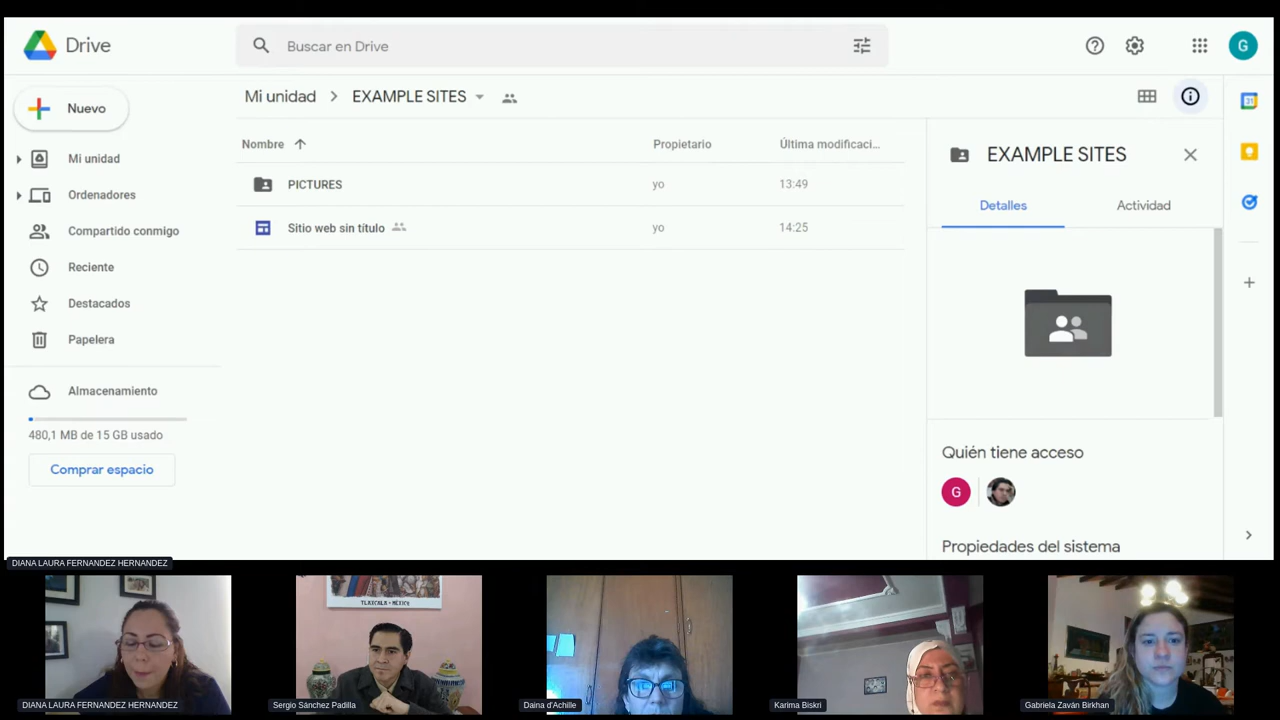 Drive
Buscar en Drive
G
Nuevo
Mi unidad
EXAMPLE SITES
Mi unidad
Ordenadores
Compartido conmigo
Reciente
Destacados
Papelera
Almacenamiento
480,1 MB de 15 GB usado
Comprar espacio
Nombre
Propietario
Última modificaci...
PICTURES
yo
13:49
Sitio web sin título
yo
14:25
EXAMPLE SITES
Detalles
Actividad
Quién tiene acceso
G
Propiedades del sistema
31
DIANA LAURA FERNANDEZ HERNANDEZ
TLAXCALA • MÉXICO
DIANA LAURA FERNANDEZ HERNANDEZ
Sergio Sánchez Padilla
Daina d'Achille
Karima Biskri
Gabriela Zaván Birkhan